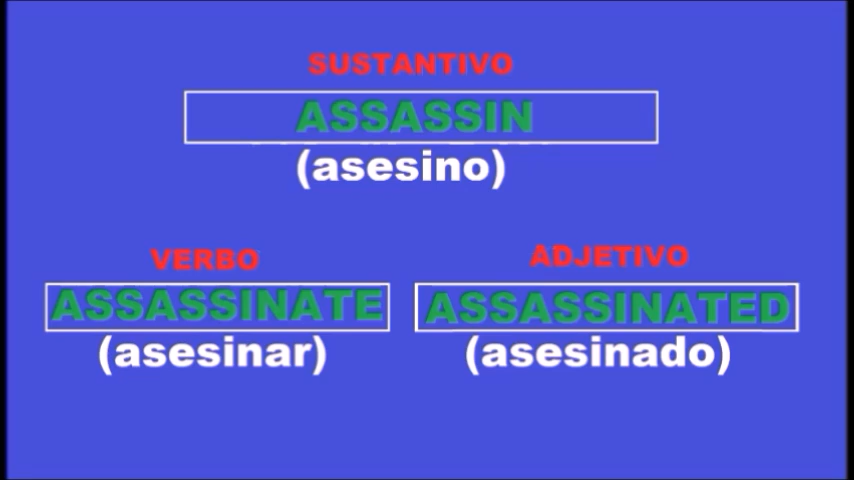 SUSTANTIVO
ASSASSIN
(asesino)
VERBO
ADJETIVO
ASSASSINATE
ASSASSINATED
(asesinar)
(asesinado)